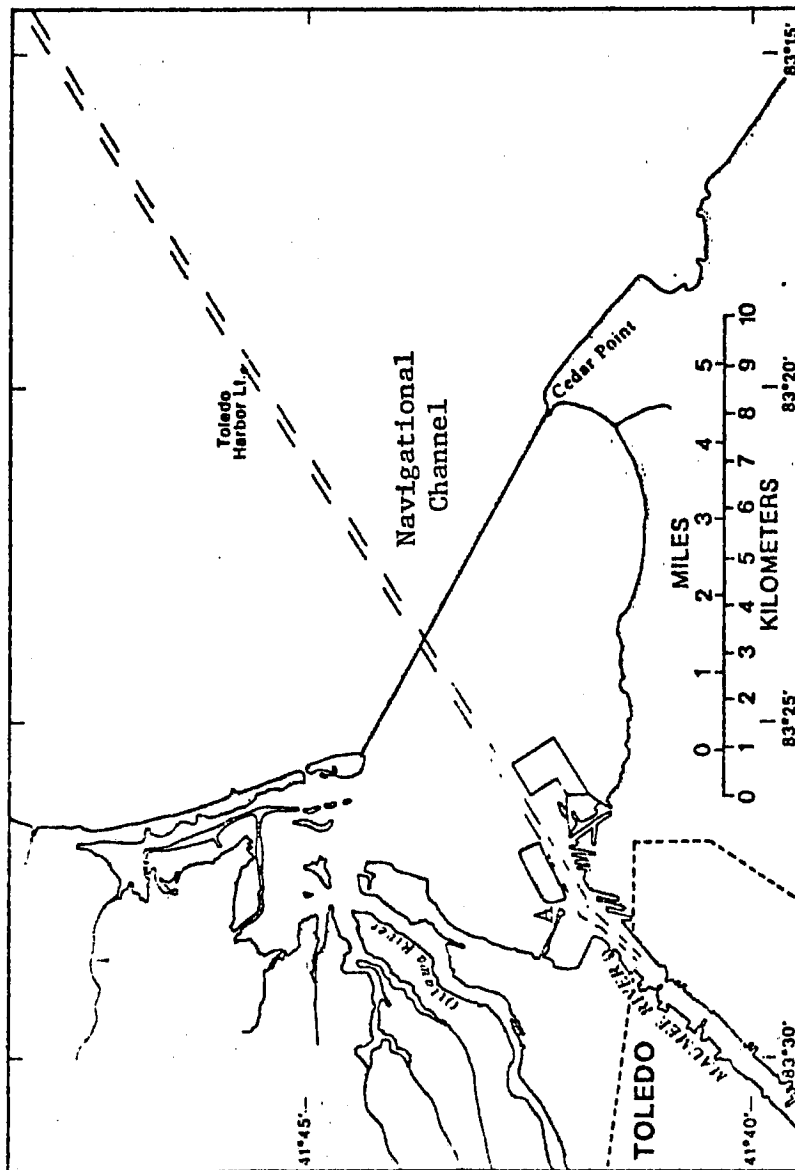 Toledo
Harbor Lt.
Navigational
Channel
Cedar Point
Ottawa River
A
MAUMEE RIVER
TOLEDO
MILES
0 1 2 3 4 5
KILOMETERS
0 1 2 3 4 5 6 7 8 9 10
41°45'
41°40'
83°30'
83°25'
83°20'
83°15'